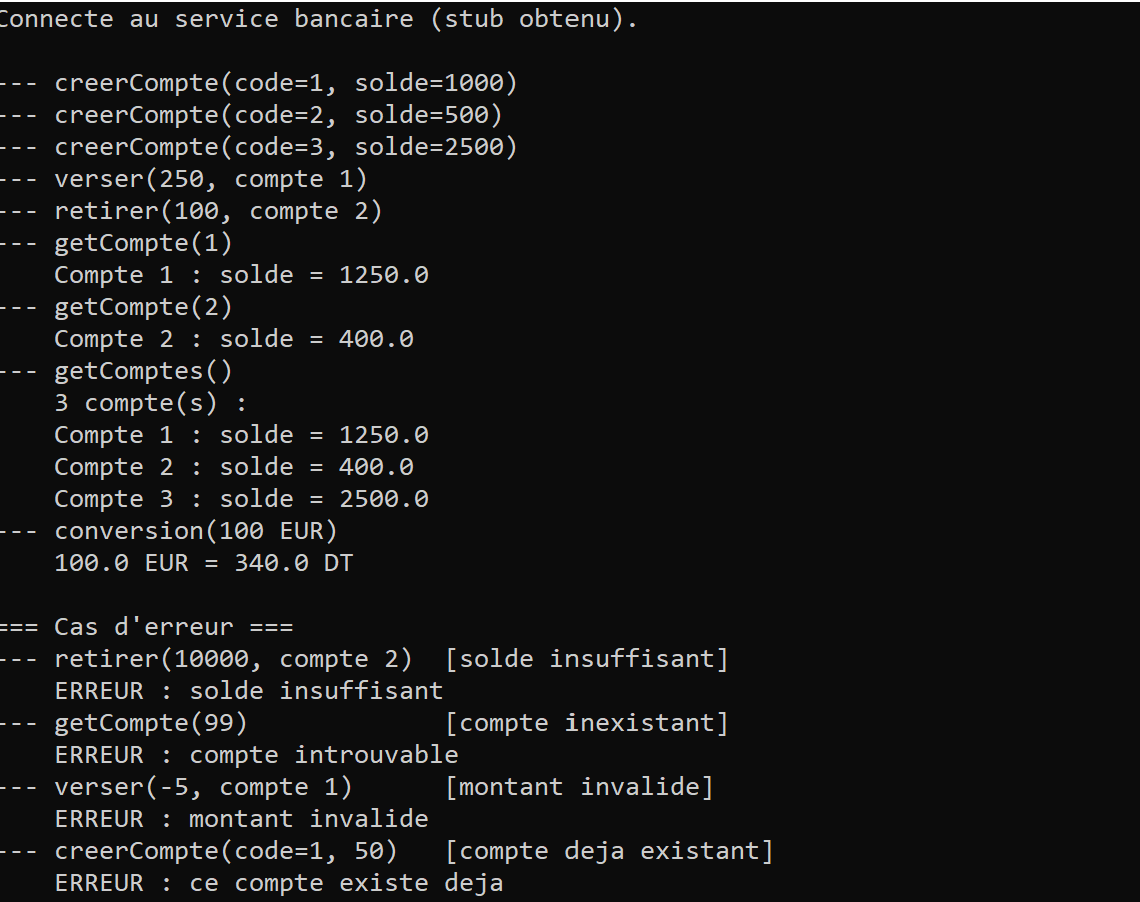 Connecte au service bancaire (stub obtenu).
--- creerCompte(code=1, solde=1000)
--- creerCompte(code=2, solde=500)
--- creerCompte(code=3, solde=2500)
--- verser(250, compte 1)
--- retirer(100, compte 2)
--- getCompte(1)
Compte 1 : solde = 1250.0
--- getCompte(2)
Compte 2 : solde = 400.0
--- getComptes()
3 compte(s) :
Compte 1 : solde = 1250.0
Compte 2 : solde = 400.0
Compte 3 : solde = 2500.0
--- conversion(100 EUR)
100.0 EUR = 340.0 DT
=== Cas d'erreur ===
--- retirer(10000, compte 2)  [solde insuffisant]
ERREUR : solde insuffisant
--- getCompte(99)             [compte inexistant]
ERREUR : compte introuvable
--- verser(-5, compte 1)      [montant invalide]
ERREUR : montant invalide
--- creerCompte(code=1, 50)   [compte deja existant]
ERREUR : ce compte existe deja